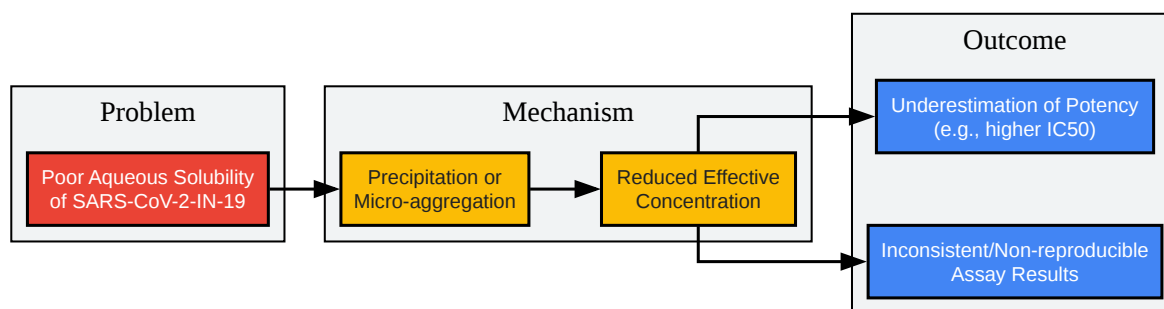 Problem
Poor Aqueous Solubility
of SARS-CoV-2-IN-19
Mechanism
Precipitation or
Micro-aggregation
Reduced Effective
Concentration
Outcome
Underestimation of Potency
(e.g., higher IC50)
Inconsistent/Non-reproducible
Assay Results